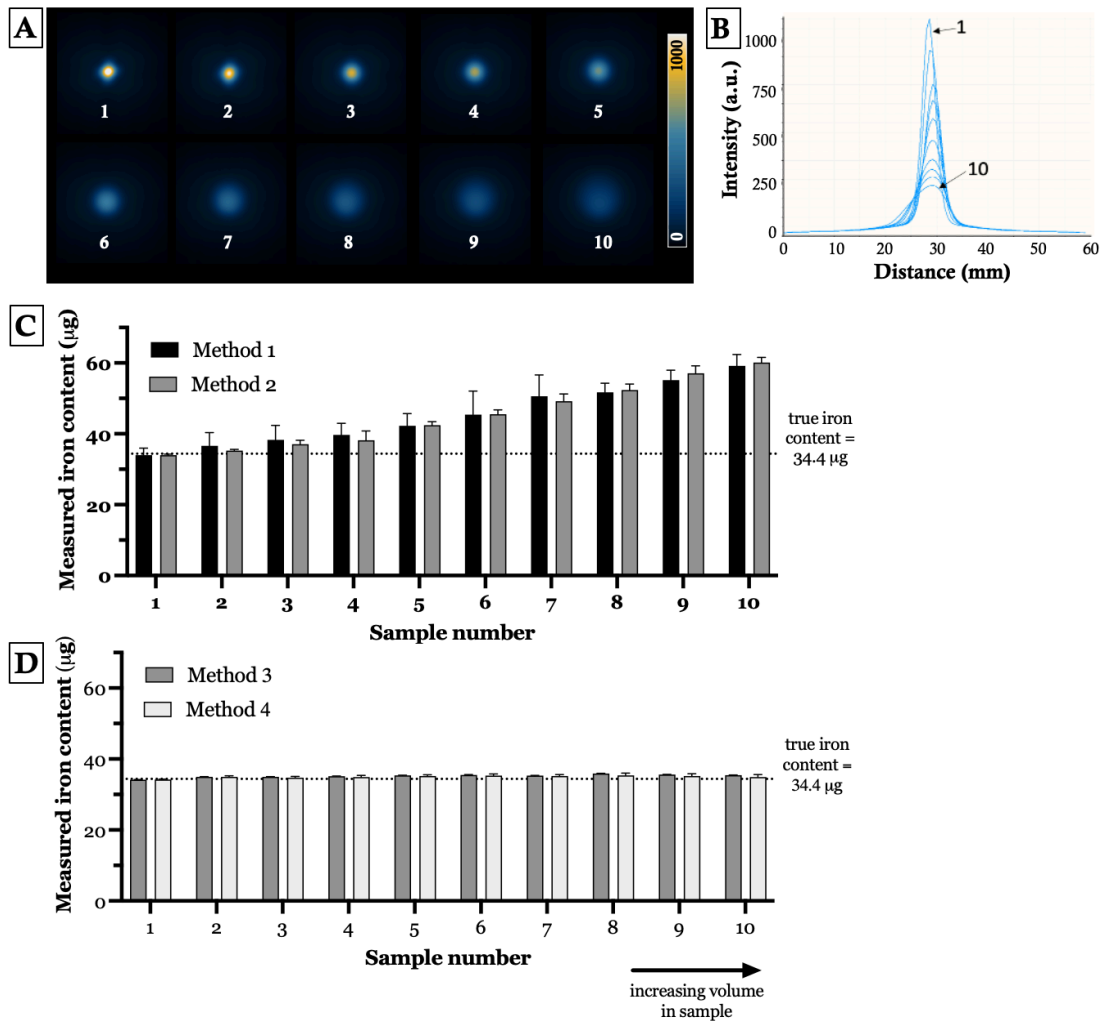 A
1 2 3 4 5
6 7 8 9 10
1000
0
B
Intensity (a.u.)
1000
750
500
250
0
1
10
0 10 20 30 40 50 60
Distance (mm)
C
Measured iron content (µg)
60
40
20
0
Method 1
Method 2
true iron
content =
34.4 µg
1 2 3 4 5 6 7 8 9 10
Sample number
D
Measured iron content (µg)
60
40
20
0
Method 3
Method 4
true iron
content =
34.4 µg
1 2 3 4 5 6 7 8 9 10
Sample number
increasing volume
in sample